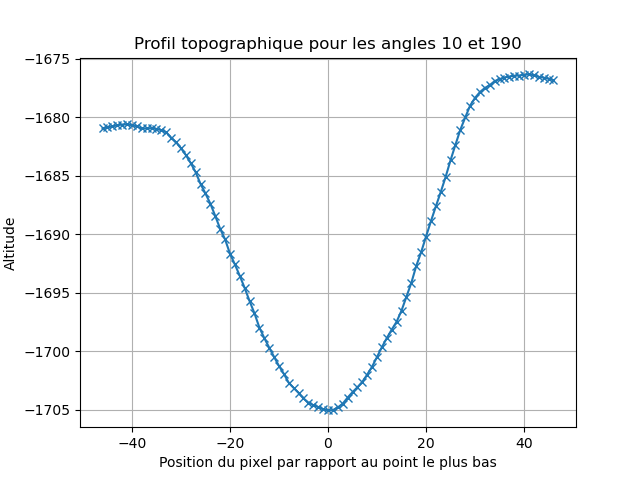 Profil topographique pour les angles 10 et 190
Altitude
−1675
−1680
−1685
−1690
−1695
−1700
−1705
−40 −20 0 20 40
Position du pixel par rapport au point le plus bas